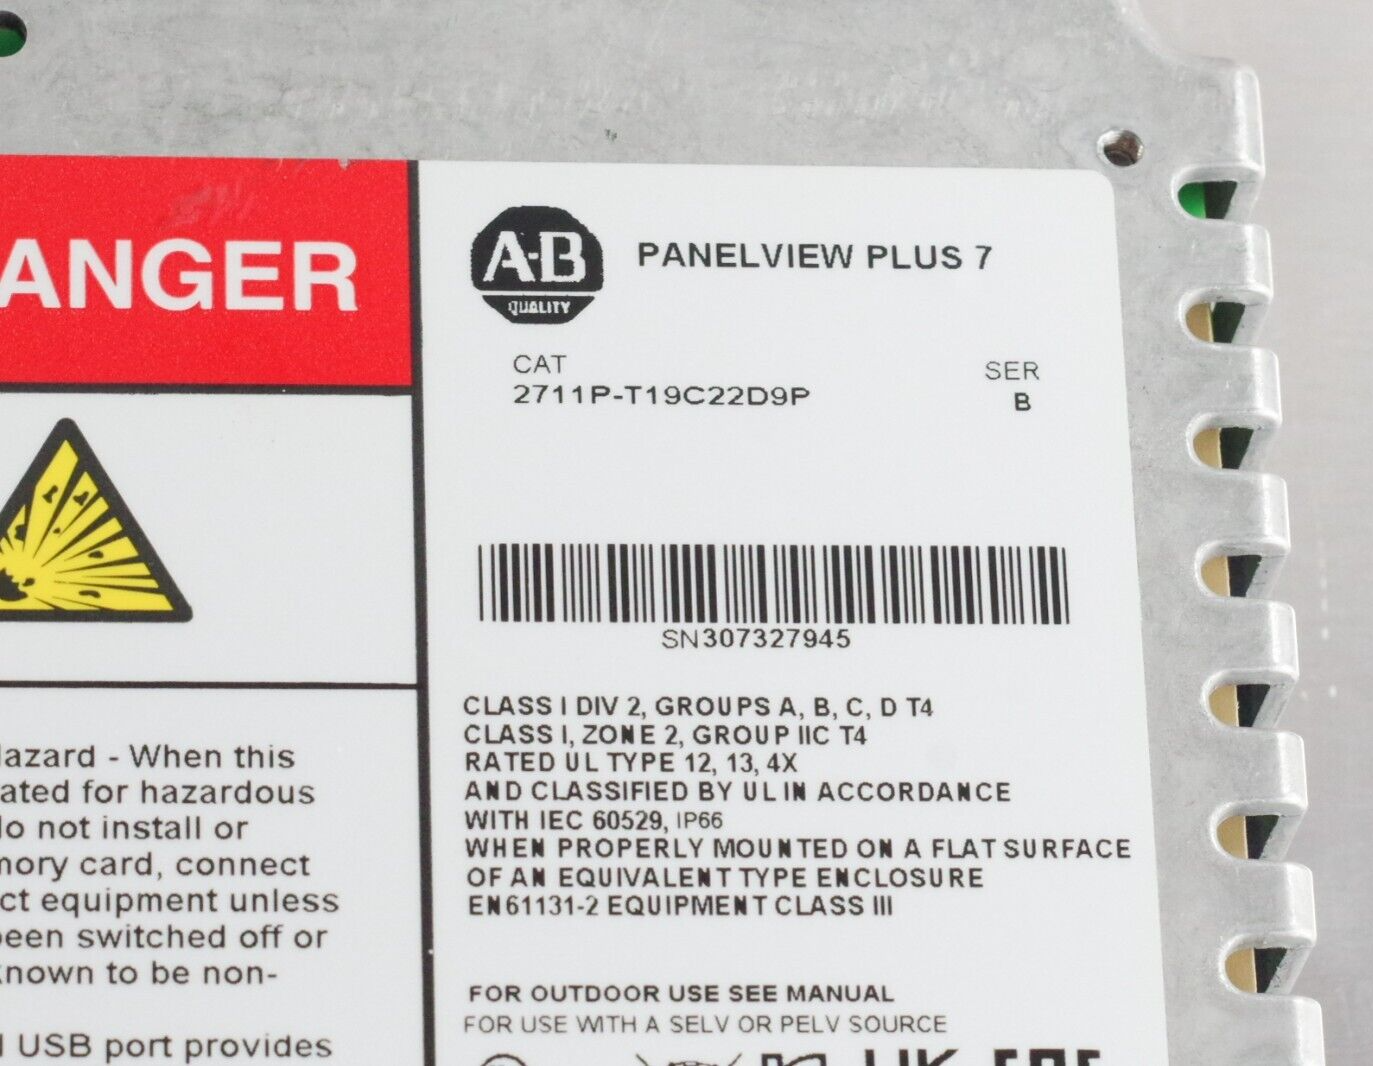 ANGER
A-B
QUALITY
PANELVIEW PLUS 7
CAT
2711P-T19C22D9P
SER
B
SN307327945
CLASS I DIV 2, GROUPS A, B, C, D T4
CLASS I, ZONE 2, GROUP IIC T4
RATED UL TYPE 12, 13, 4X
AND CLASSIFIED BY UL IN ACCORDANCE
WITH IEC 60529, IP66
WHEN PROPERLY MOUNTED ON A FLAT SURFACE
OF AN EQUIVALENT TYPE ENCLOSURE
EN61131-2 EQUIPMENT CLASS III
FOR OUTDOOR USE SEE MANUAL
FOR USE WITH A SELV OR PELV SOURCE
azard - When this
ated for hazardous
do not install or
mory card, connect
ct equipment unless
been switched off or
known to be non-
USB port provides